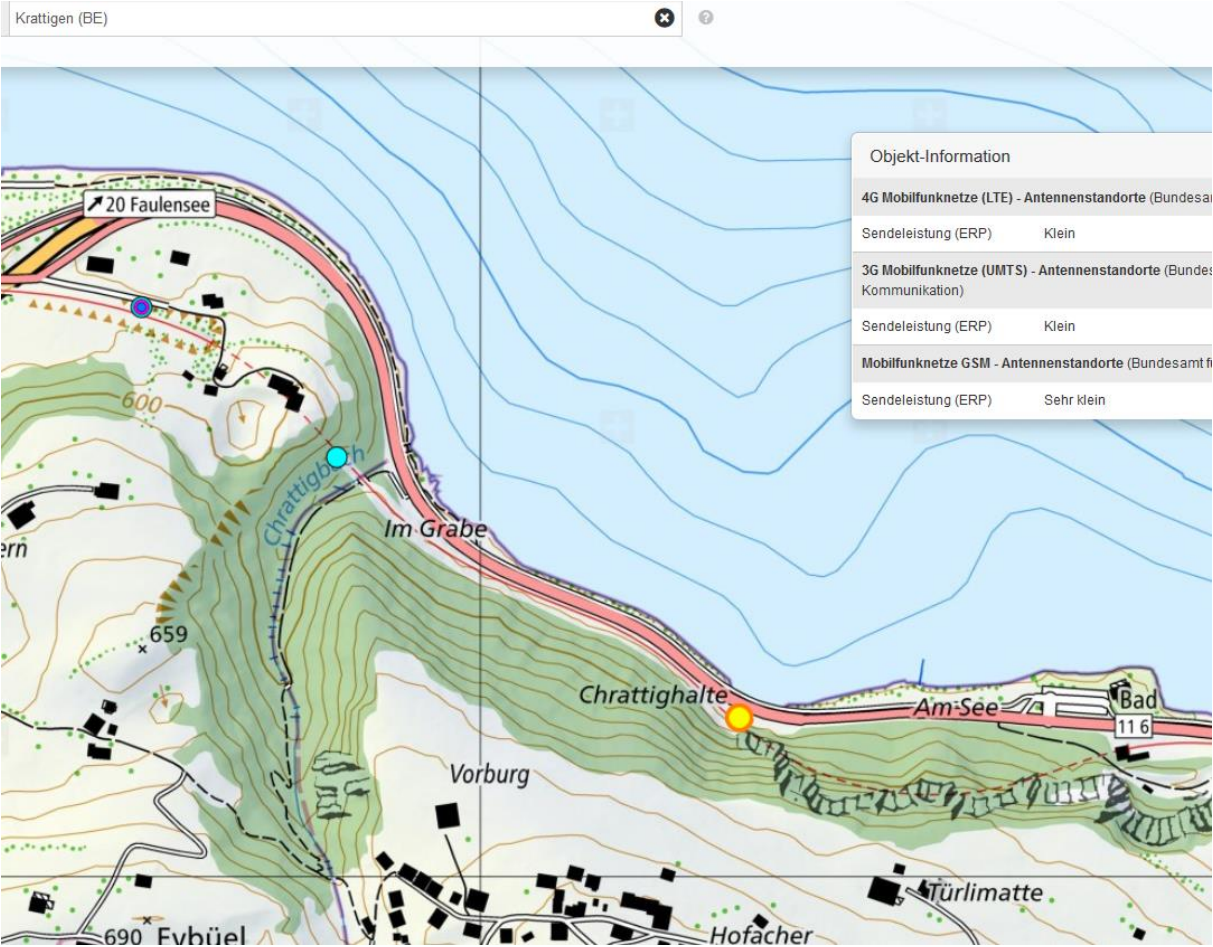 Krattigen (BE)
Objekt-Information
4G Mobilfunknetze (LTE) - Antennenstandorte (Bundesa
Sendeleistung (ERP) Klein
3G Mobilfunknetze (UMTS) - Antennenstandorte (Bundes
Kommunikation)
Sendeleistung (ERP) Klein
Mobilfunknetze GSM - Antennenstandorte (Bundesamt f
Sendeleistung (ERP) Sehr klein
20 Faulensee
600
Chrattigbach
Im Grabe
ern
659
Chrattighalte
Am See
Bad
11 6
Vorburg
Türlimatte
690 Eybüel
Hofacher